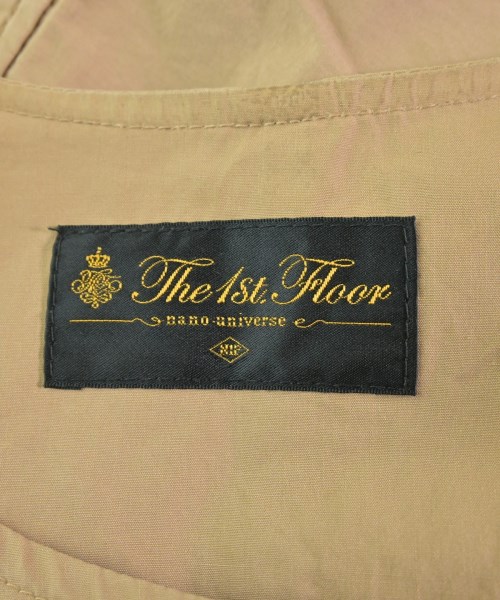 The 1st. Floor
nano·universe